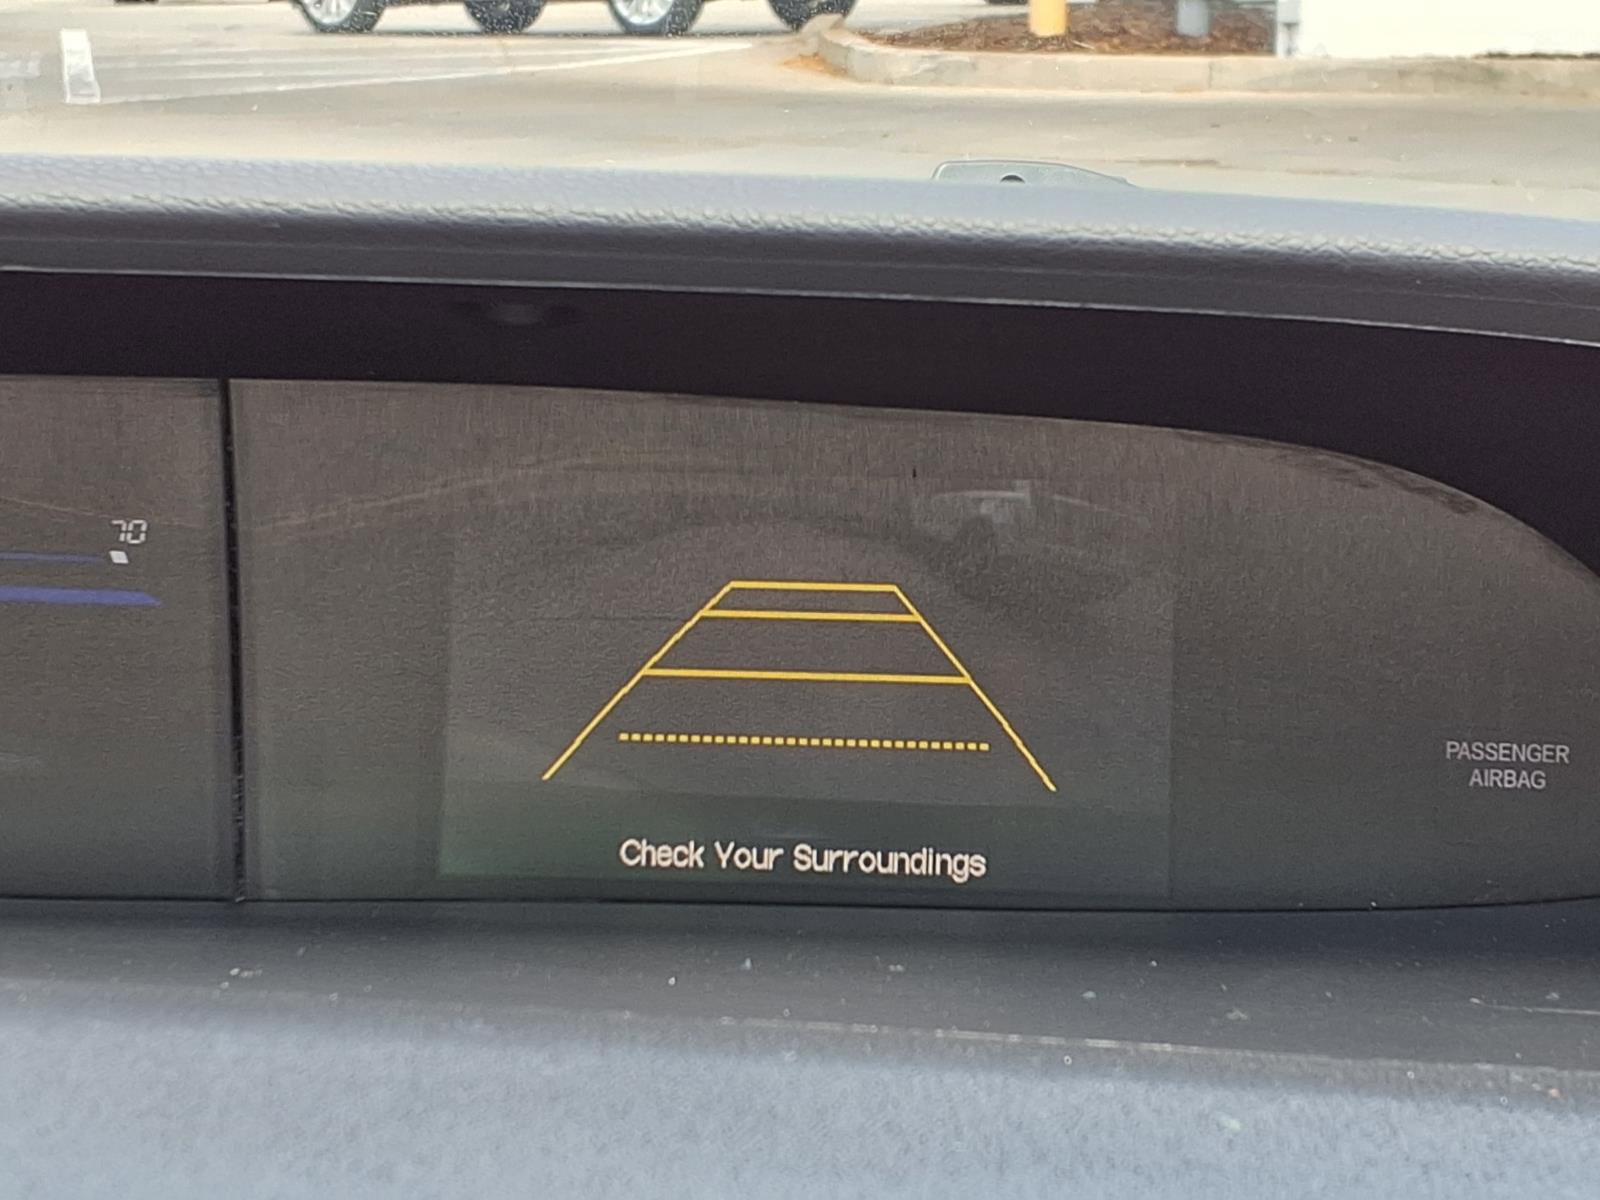 70
PASSENGER
AIRBAG
Check Your Surroundings